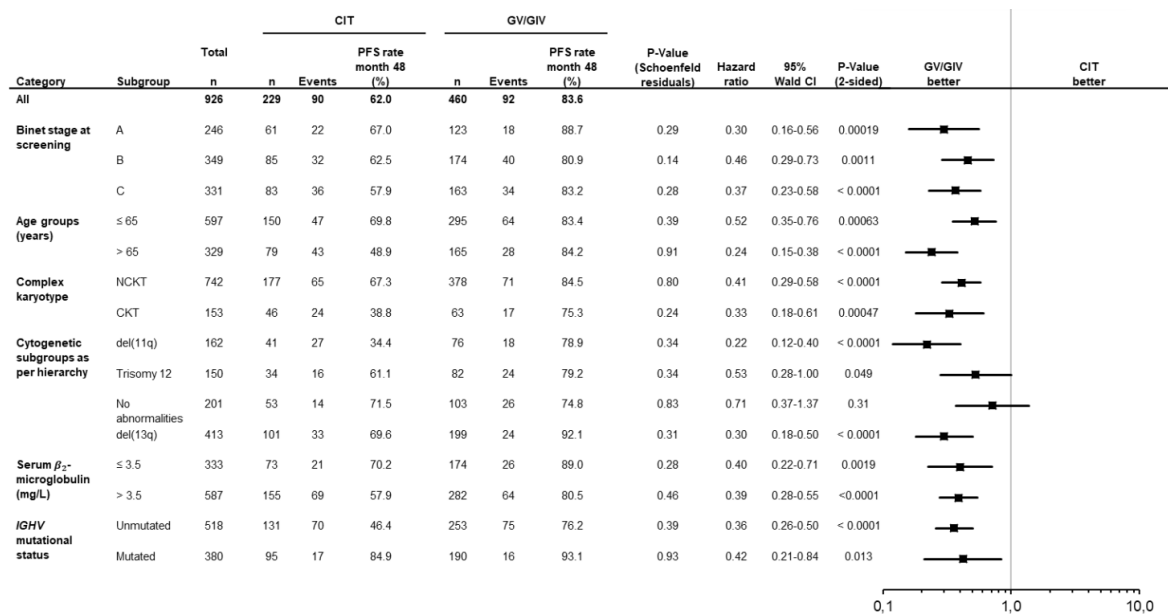 CIT GV/GIV
Total PFS rate PFS rate P-Value
month 48 month 48 (Schoenfeld Hazard 95% P-Value GV/GIV CIT
Category Subgroup n n Events (%) n Events (%) residuals) ratio Wald CI (2-sided) better better
All 926 229 90 62.0 460 92 83.6
Binet stage at screening A 246 61 22 67.0 123 18 88.7 0.29 0.30 0.16-0.56 0.00019
B 349 85 32 62.5 174 40 80.9 0.14 0.46 0.29-0.73 0.0011
C 331 83 36 57.9 163 34 83.2 0.28 0.37 0.23-0.58 < 0.0001
Age groups (years) ≤ 65 597 150 47 69.8 295 64 83.4 0.39 0.52 0.35-0.76 0.00063
> 65 329 79 43 48.9 165 28 84.2 0.91 0.24 0.15-0.38 < 0.0001
Complex karyotype NCKT 742 177 65 67.3 378 71 84.5 0.80 0.41 0.29-0.58 < 0.0001
CKT 153 46 24 38.8 63 17 75.3 0.24 0.33 0.18-0.61 0.00047
Cytogenetic subgroups as per hierarchy del(11q) 162 41 27 34.4 76 18 78.9 0.34 0.22 0.12-0.40 < 0.0001
Trisomy 12 150 34 16 61.1 82 24 79.2 0.34 0.53 0.28-1.00 0.049
No abnormalities 201 53 14 71.5 103 26 74.8 0.83 0.71 0.37-1.37 0.31
del(13q) 413 101 33 69.6 199 24 92.1 0.31 0.30 0.18-0.50 < 0.0001
Serum β₂-microglobulin (mg/L) ≤ 3.5 333 73 21 70.2 174 26 89.0 0.28 0.40 0.22-0.71 0.0019
> 3.5 587 155 69 57.9 282 64 80.5 0.46 0.39 0.28-0.55 <0.0001
IGHV mutational status Unmutated 518 131 70 46.4 253 75 76.2 0.39 0.36 0.26-0.50 < 0.0001
Mutated 380 95 17 84.9 190 16 93.1 0.93 0.42 0.21-0.84 0.013
0,1 1,0 10,0